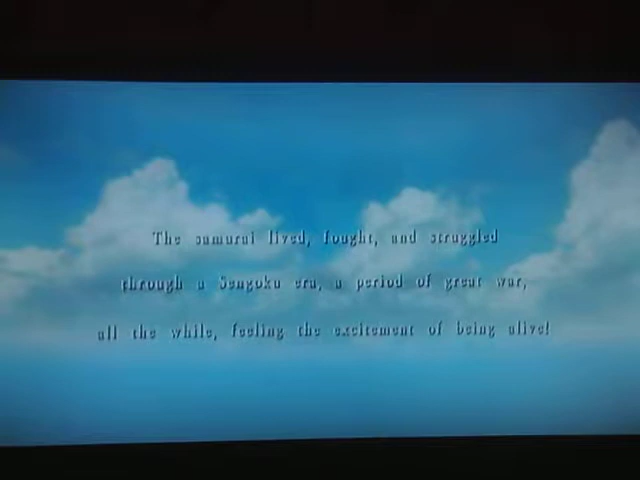 The samurai lived, fought, and struggled
through a Sengoku era, a period of great war,
all the while, feeling the excitement of being alive!